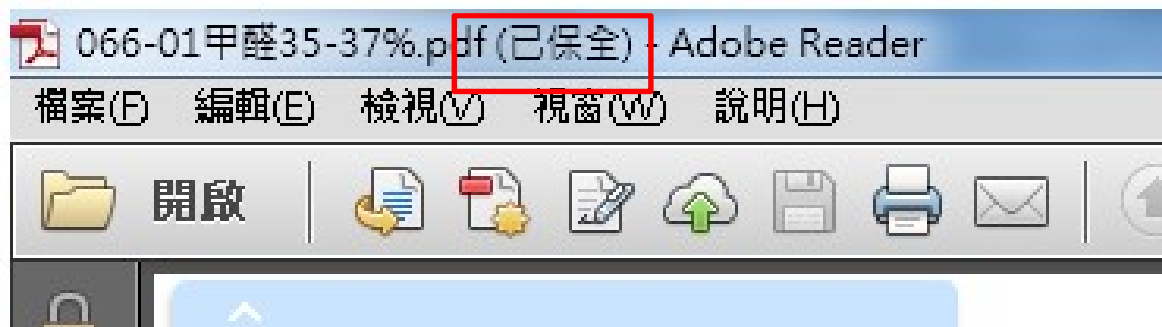 066-01甲醛35-37%.pdf (已保全) - Adobe Reader
檔案(F) 編輯(E) 檢視(V) 視窗(W) 說明(H)
開啟